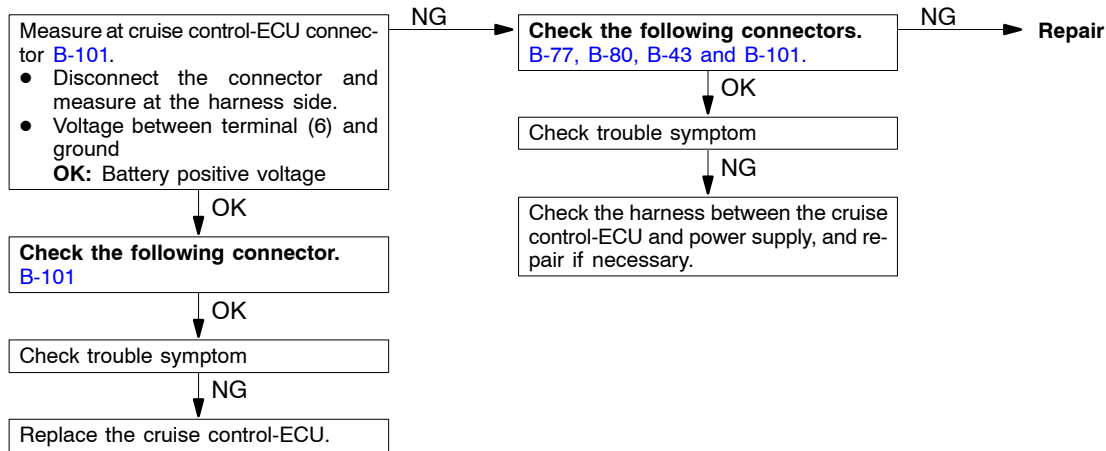 Measure at cruise control-ECU connec-
tor B-101.
● Disconnect the connector and
measure at the harness side.
● Voltage between terminal (6) and
ground
OK: Battery positive voltage
OK
Check the following connector.
B-101
OK
Check trouble symptom
NG
Replace the cruise control-ECU.
NG
Check the following connectors.
B-77, B-80, B-43 and B-101.
NG
Repair
OK
Check trouble symptom
NG
Check the harness between the cruise
control-ECU and power supply, and re-
pair if necessary.